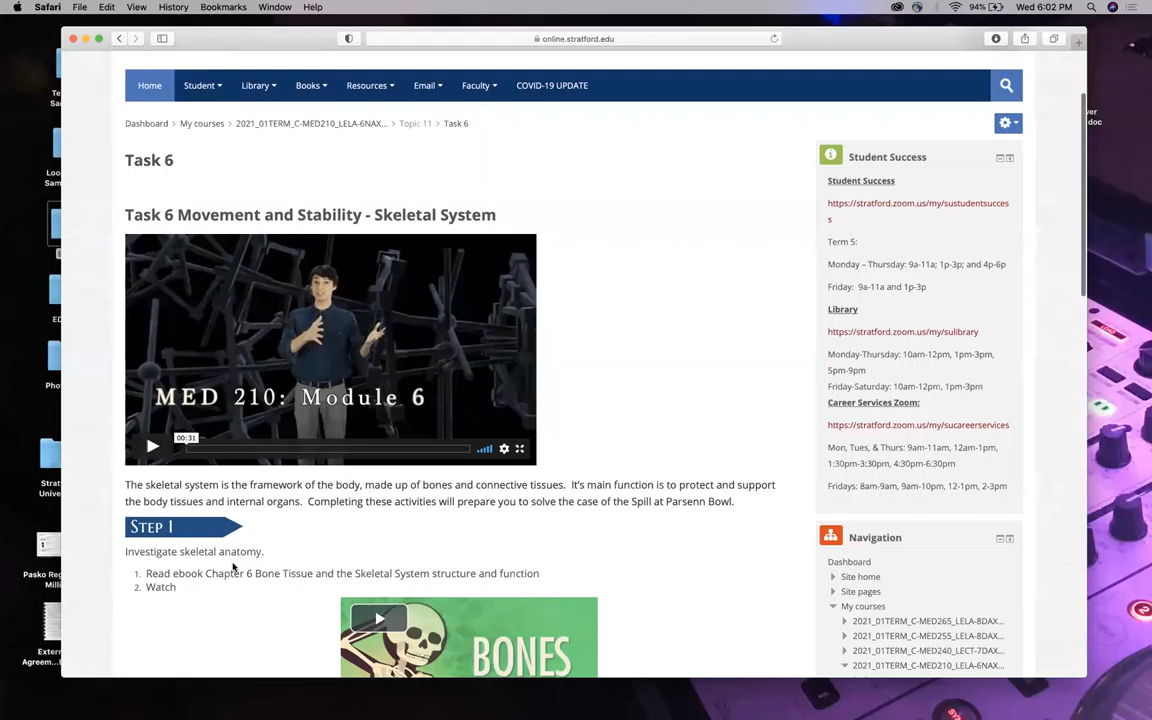 Safari File Edit View History Bookmarks Window Help
94% Wed 6:02 PM
online.stratford.edu
Home Student Library Books Resources Email Faculty COVID-19 UPDATE
Dashboard My courses 2021_01TERM_C-MED210_LELA-6NAX... Topic 11 Task 6
Task 6
Task 6 Movement and Stability - Skeletal System
MED 210: Module 6
00:31
The skeletal system is the framework of the body, made up of bones and connective tissues. It's main function is to protect and support
the body tissues and internal organs. Completing these activities will prepare you to solve the case of the Spill at Parsenn Bowl.
STEP 1
Investigate skeletal anatomy.
1. Read ebook Chapter 6 Bone Tissue and the Skeletal System structure and function
2. Watch
BONES
Student Success
Student Success
https://stratford.zoom.us/my/sustudentsucces
s
Term 5:
Monday – Thursday: 9a-11a; 1p-3p; and 4p-6p
Friday: 9a-11a and 1p-3p
Library
https://stratford.zoom.us/my/sulibrary
Monday-Thursday: 10am-12pm, 1pm-3pm,
5pm-9pm
Friday-Saturday: 10am-12pm, 1pm-3pm
Career Services Zoom:
https://stratford.zoom.us/my/sucareerservices
Mon, Tues, & Thurs: 9am-11am, 12am-1pm,
1:30pm-3:30pm, 4:30pm-6:30pm
Fridays: 8am-9am, 9am-10pm, 12-1pm, 2-3pm
Navigation
Dashboard
Site home
Site pages
My courses
2021_01TERM_C-MED265_LELA-8DAX...
2021_01TERM_C-MED255_LELA-8DAX...
2021_01TERM_C-MED240_LECT-7DAX...
2021_01TERM_C-MED210_LELA-6NAX...